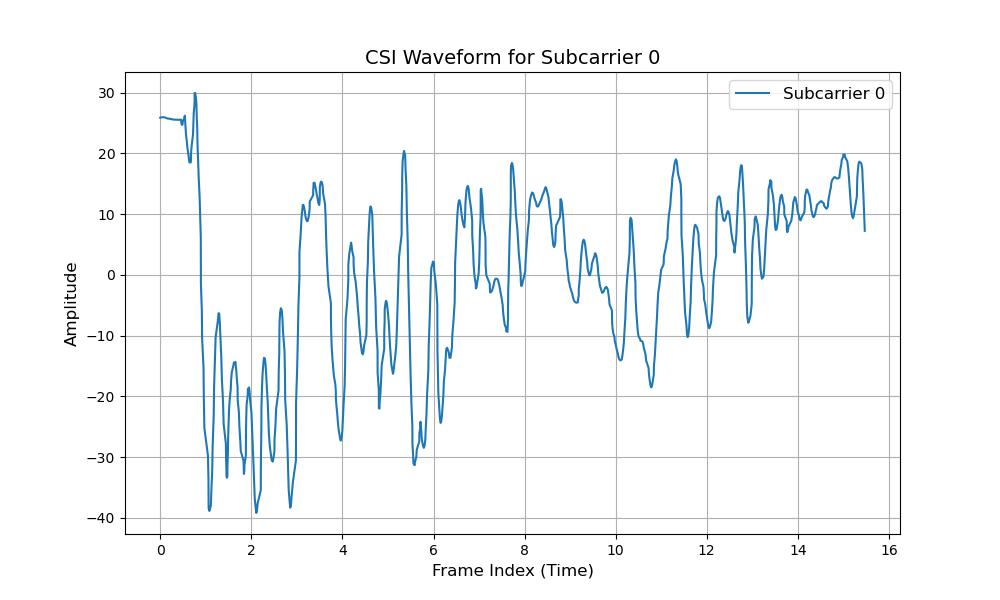 CSI Waveform for Subcarrier 0
Subcarrier 0
Amplitude
30
20
10
0
−10
−20
−30
−40
0 2 4 6 8 10 12 14 16
Frame Index (Time)